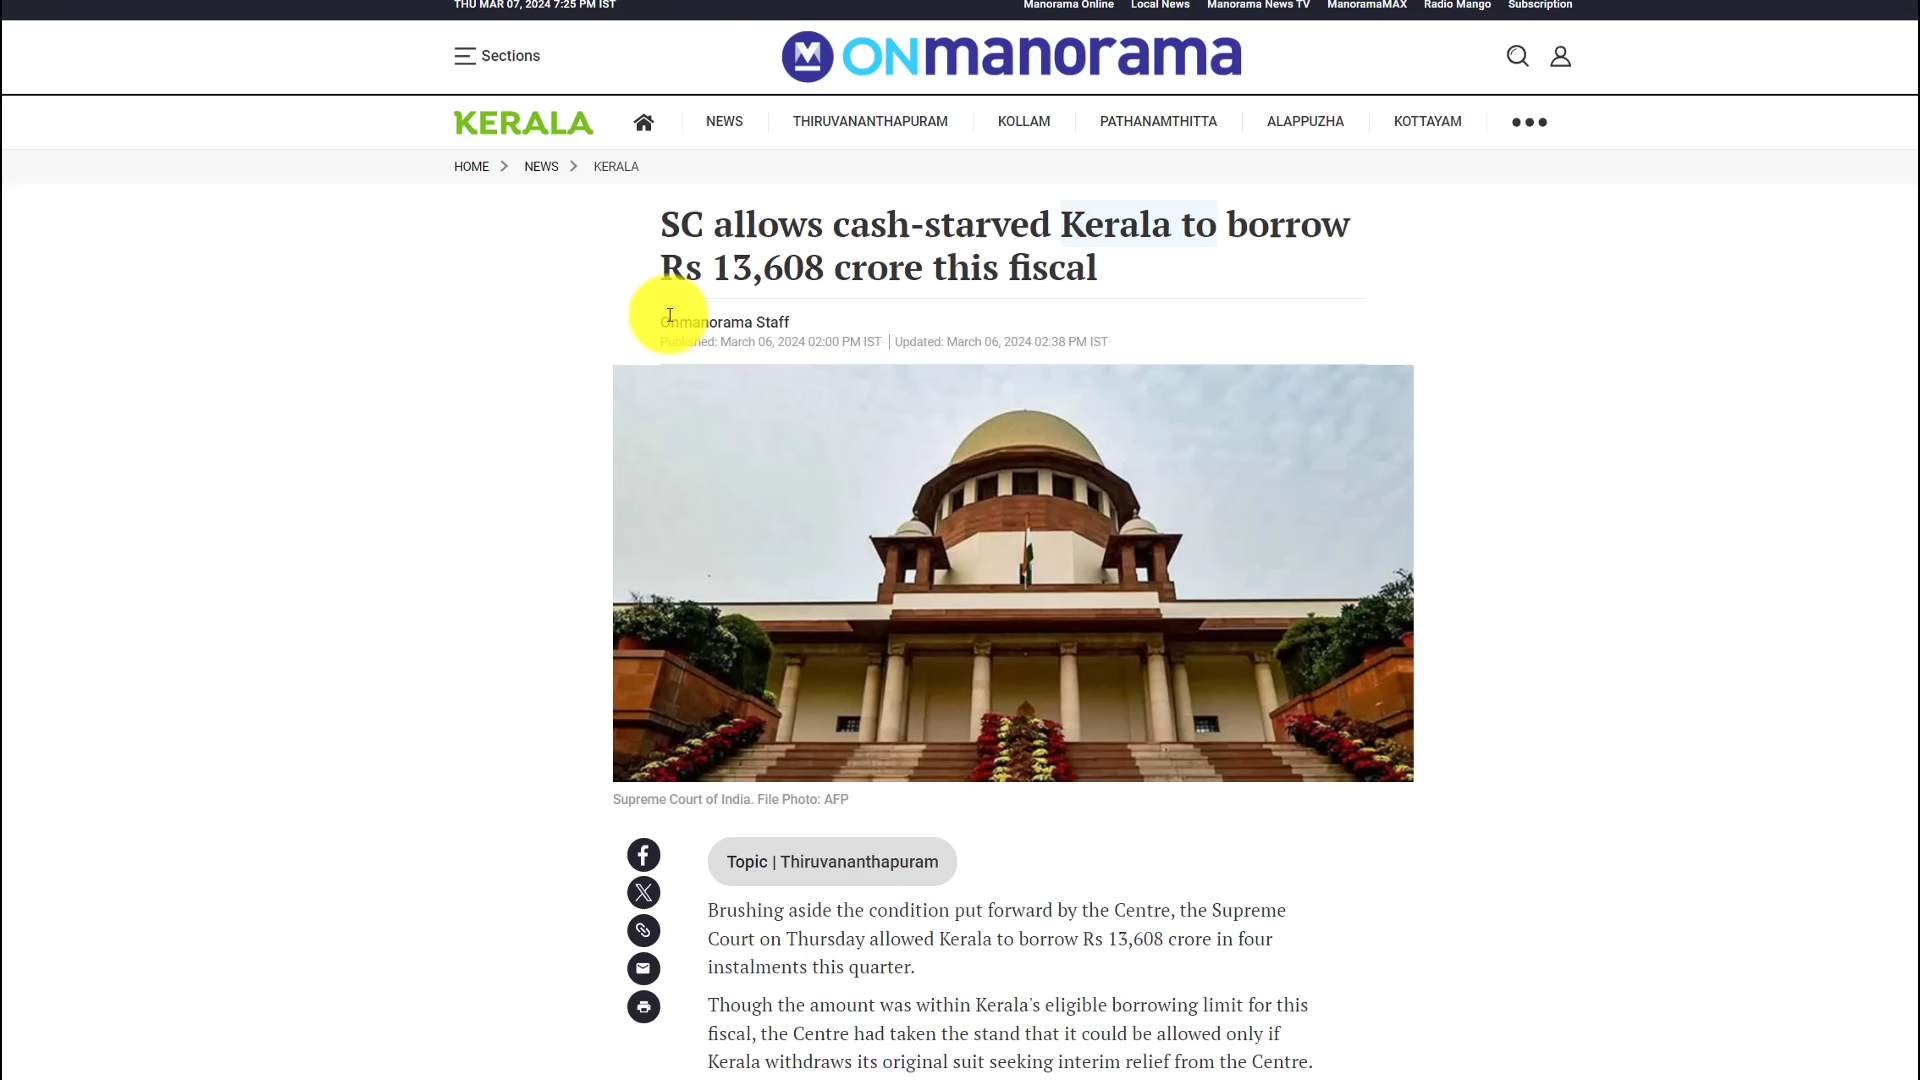 THU MAR 07, 2024 7:25 PM IST Manorama Online Local News Manorama News TV ManoramaMAX Radio Mango Subscription
Sections
M ONmanorama
KERALA NEWS THIRUVANANTHAPURAM KOLLAM PATHANAMTHITTA ALAPPUZHA KOTTAYAM
HOME NEWS KERALA
SC allows cash-starved Kerala to borrow
Rs 13,608 crore this fiscal
Onmanorama Staff
Published: March 06, 2024 02:00 PM IST | Updated: March 06, 2024 02:38 PM IST
Supreme Court of India. File Photo: AFP
Topic | Thiruvananthapuram
Brushing aside the condition put forward by the Centre, the Supreme
Court on Thursday allowed Kerala to borrow Rs 13,608 crore in four
instalments this quarter.
Though the amount was within Kerala's eligible borrowing limit for this
fiscal, the Centre had taken the stand that it could be allowed only if
Kerala withdraws its original suit seeking interim relief from the Centre.